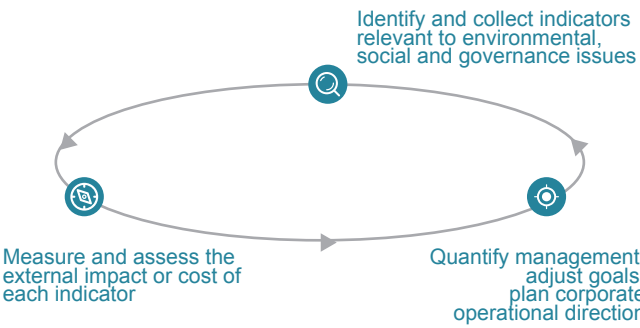 Identify and collect indicators
relevant to environmental,
social and governance issues
Measure and assess the
external impact or cost of
each indicator
Quantify management
adjust goals
plan corporate
operational direction